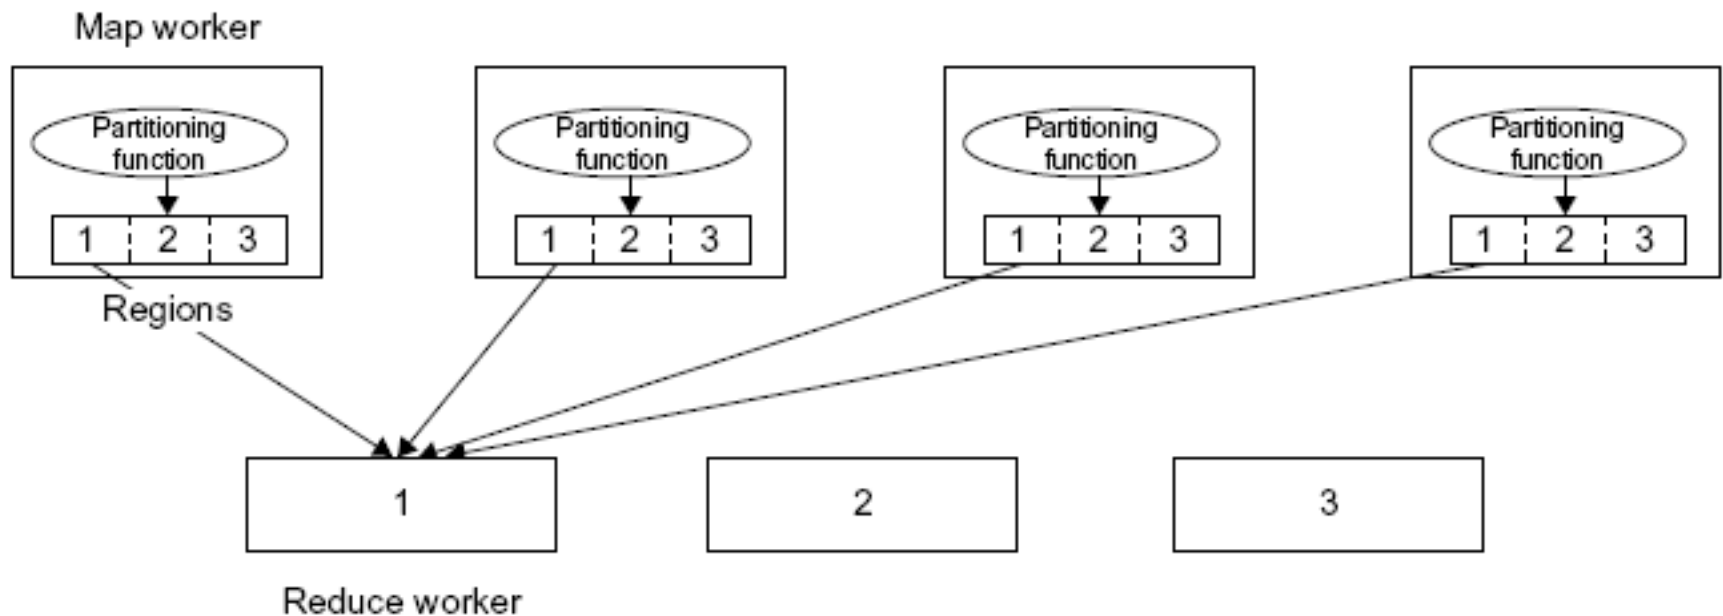 Map worker
Partitioning
function
Partitioning
function
Partitioning
function
Partitioning
function
1 2 3
1 2 3
1 2 3
1 2 3
Regions
1
2
3
Reduce worker